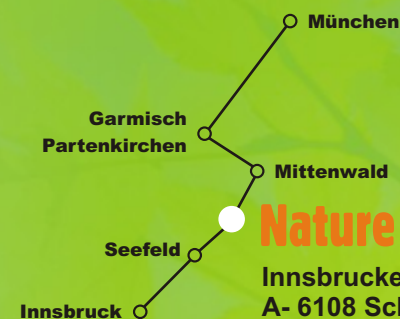 München
Garmisch
Partenkirchen
Mittenwald
Nature
Seefeld
Innsbrucke
A- 6108 Sch
Innsbruck